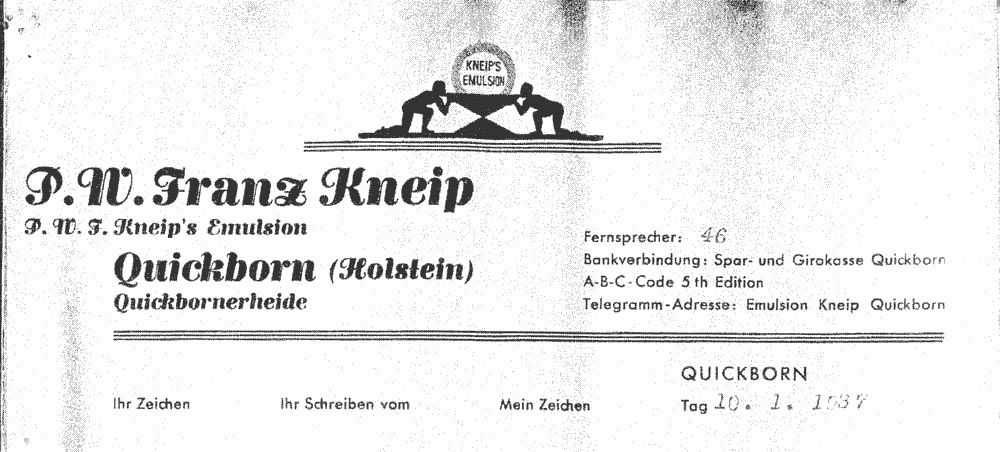 KNEIP'S
EMULSION
P. W. Franz Kneip
P. W. F. Kneip's Emulsion
Quickborn (Holstein)
Quickbornerheide
Fernsprecher: 46
Bankverbindung: Spar- und Girokasse Quickborn
A-B-C-Code 5 th Edition
Telegramm-Adresse: Emulsion Kneip Quickborn
QUICKBORN
Ihr Zeichen Ihr Schreiben vom Mein Zeichen Tag 10. 1. 1937